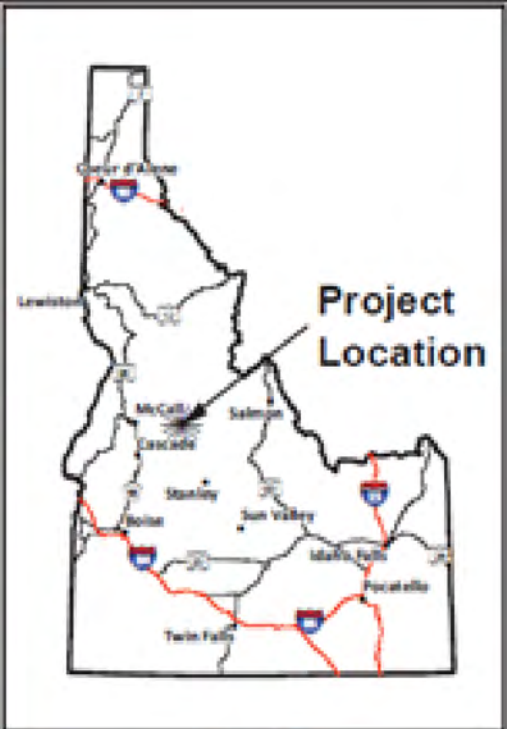 Coeur d'Alene
Lewiston
Project
Location
McCall
Salmon
Cascade
Stanley
Sun Valley
Boise
Idaho Falls
Pocatello
Twin Falls